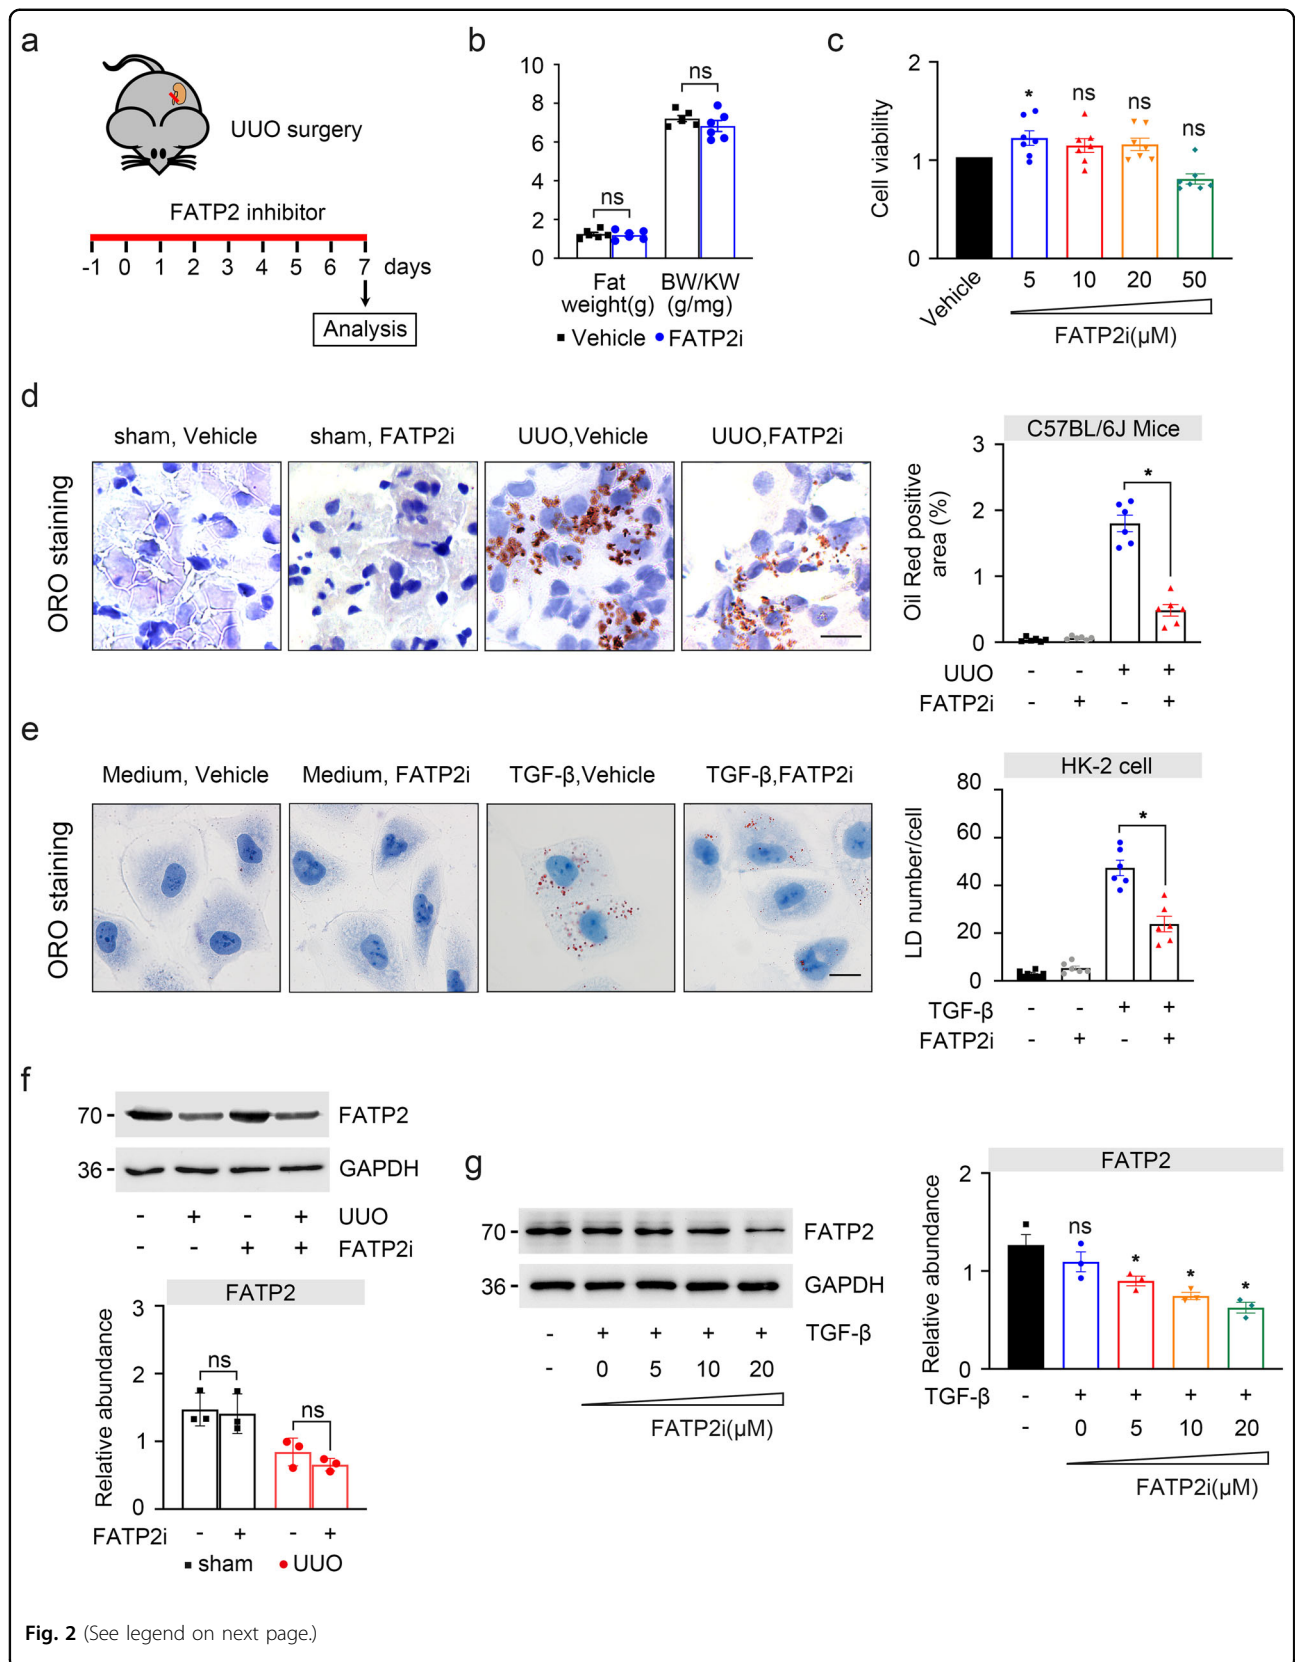 a
UUO surgery
FATP2 inhibitor
-1 0 1 2 3 4 5 6 7 days
Analysis
b
10
8
6
4
2
0
ns
ns
Fat weight(g)
BW/KW (g/mg)
Vehicle FATP2i
c
Cell viability
2
1
0
* ns ns ns
Vehicle 5 10 20 50
FATP2i(μM)
d
ORO staining
sham, Vehicle
sham, FATP2i
UUO,Vehicle
UUO,FATP2i
C57BL/6J Mice
Oil Red positive area (%)
3
2
1
0
*
UUO - - + +
FATP2i - + - +
e
ORO staining
Medium, Vehicle
Medium, FATP2i
TGF-β,Vehicle
TGF-β,FATP2i
HK-2 cell
LD number/cell
80
60
40
20
0
*
TGF-β - - + +
FATP2i - + - +
f
70 - FATP2
36 - GAPDH
- + - + UUO
- - + + FATP2i
FATP2
Relative abundance
3
2
1
0
ns
ns
FATP2i - + - +
sham UUO
g
70 - FATP2
36 - GAPDH
- + + + + TGF-β
- 0 5 10 20
FATP2i(μM)
FATP2
Relative abundance
2
1
0
ns * * *
TGF-β - + + + +
- 0 5 10 20
FATP2i(μM)
Fig. 2 (See legend on next page.)